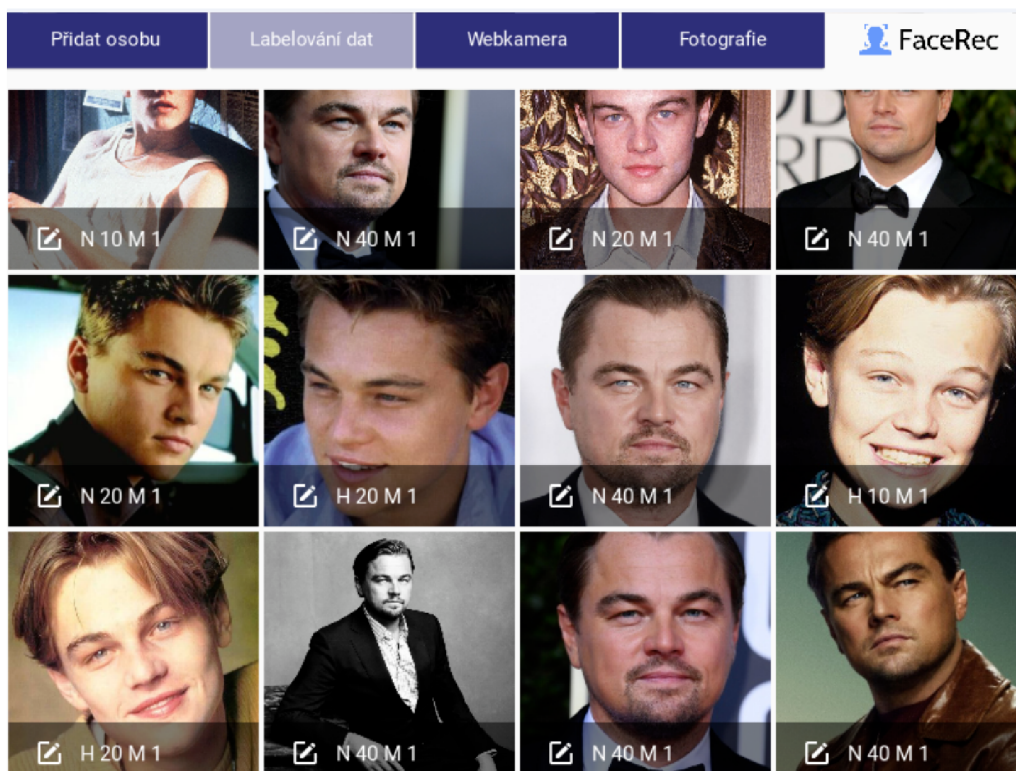 Přidat osobu
Labelování dat
Webkamera
Fotografie
FaceRec
N 10 M 1
N 40 M 1
N 20 M 1
N 40 M 1
N 20 M 1
H 20 M 1
N 40 M 1
H 10 M 1
H 20 M 1
N 40 M 1
N 40 M 1
N 40 M 1